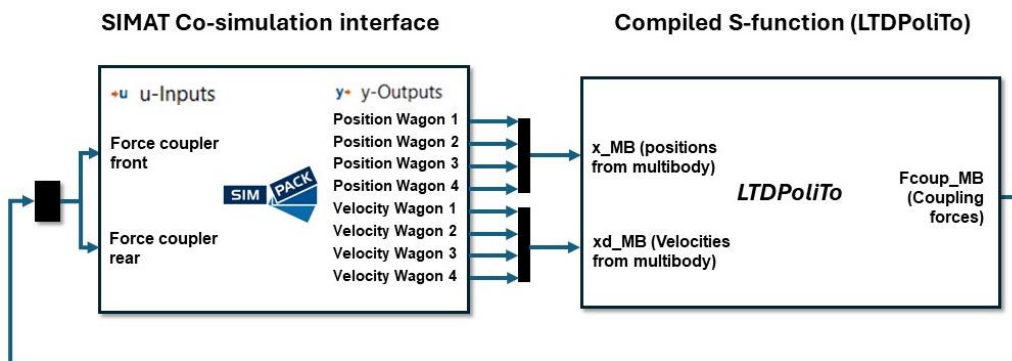 SIMAT Co-simulation interface
Compiled S-function (LTDPoliTo)
u u-Inputs
y y-Outputs
Force coupler
front
Force coupler
rear
SIM PACK
Position Wagon 1
Position Wagon 2
Position Wagon 3
Position Wagon 4
Velocity Wagon 1
Velocity Wagon 2
Velocity Wagon 3
Velocity Wagon 4
x_MB (positions
from multibody)
xd_MB (Velocities
from multibody)
LTDPoliTo
Fcoup_MB
(Coupling
forces)